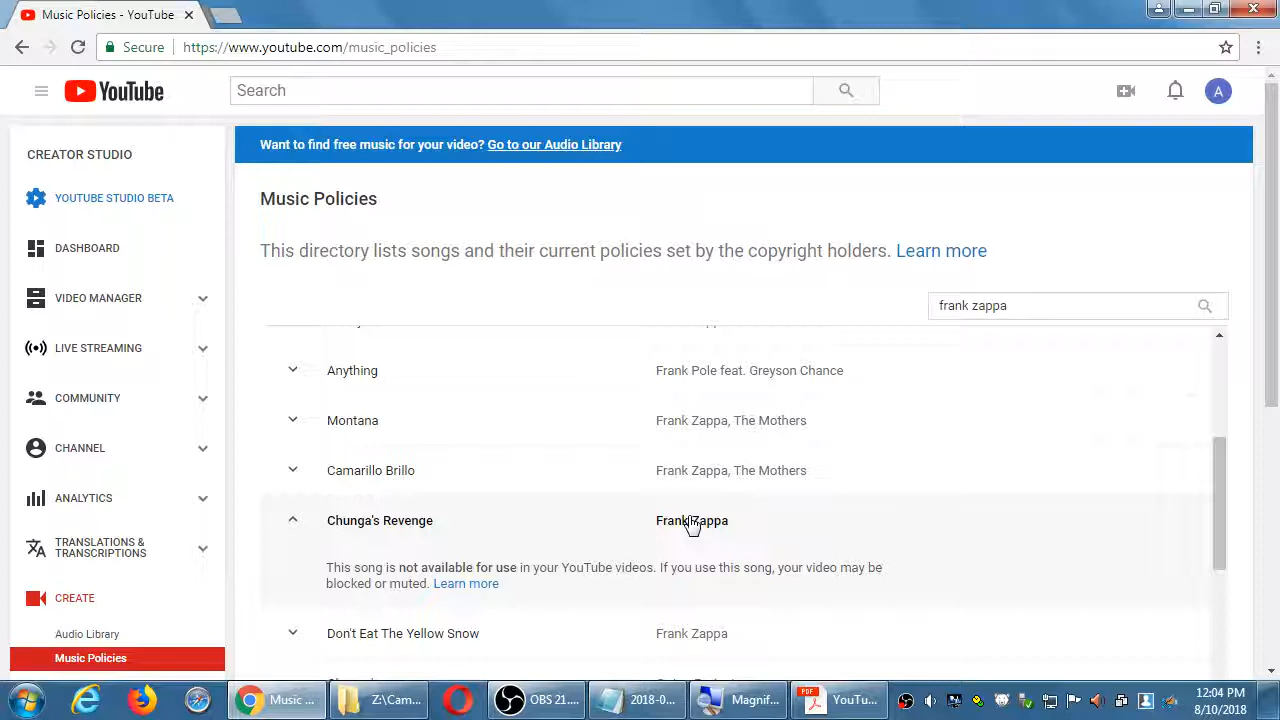 Music Policies - YouTube
Secure
https://www.youtube.com/music_policies
YouTube
Search
A
CREATOR STUDIO
YOUTUBE STUDIO BETA
DASHBOARD
VIDEO MANAGER
LIVE STREAMING
COMMUNITY
CHANNEL
ANALYTICS
TRANSLATIONS &
TRANSCRIPTIONS
CREATE
Audio Library
Music Policies
Want to find free music for your video? Go to our Audio Library
Music Policies
This directory lists songs and their current policies set by the copyright holders. Learn more
frank zappa
Anything Frank Pole feat. Greyson Chance
Montana Frank Zappa, The Mothers
Camarillo Brillo Frank Zappa, The Mothers
Chunga's Revenge Frank Zappa
This song is not available for use in your YouTube videos. If you use this song, your video may be
blocked or muted. Learn more
Don't Eat The Yellow Snow Frank Zappa
Music ...
Z:\Cam...
OBS 21....
2018-0...
Magnif...
PDF
YouTu...
12:04 PM
8/10/2018